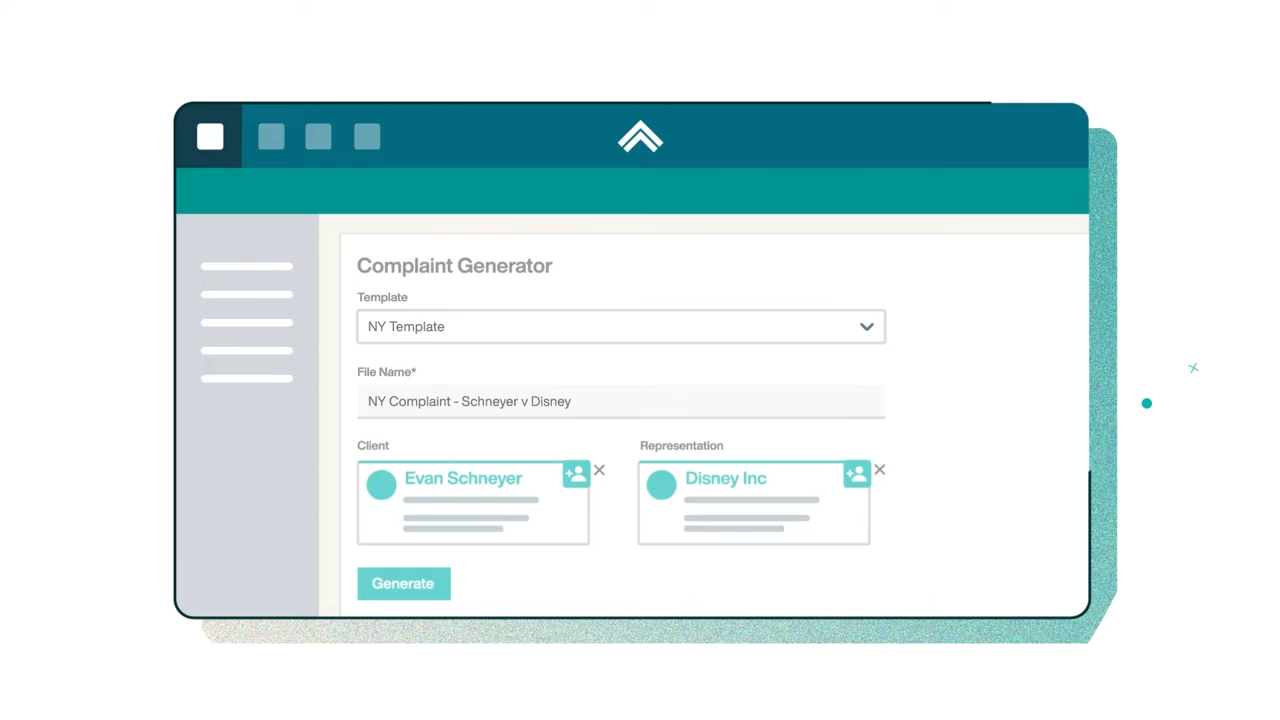 Complaint Generator
Template
NY Template
File Name*
NY Complaint - Schneyer v Disney
Client
Representation
Evan Schneyer
Disney Inc
Generate